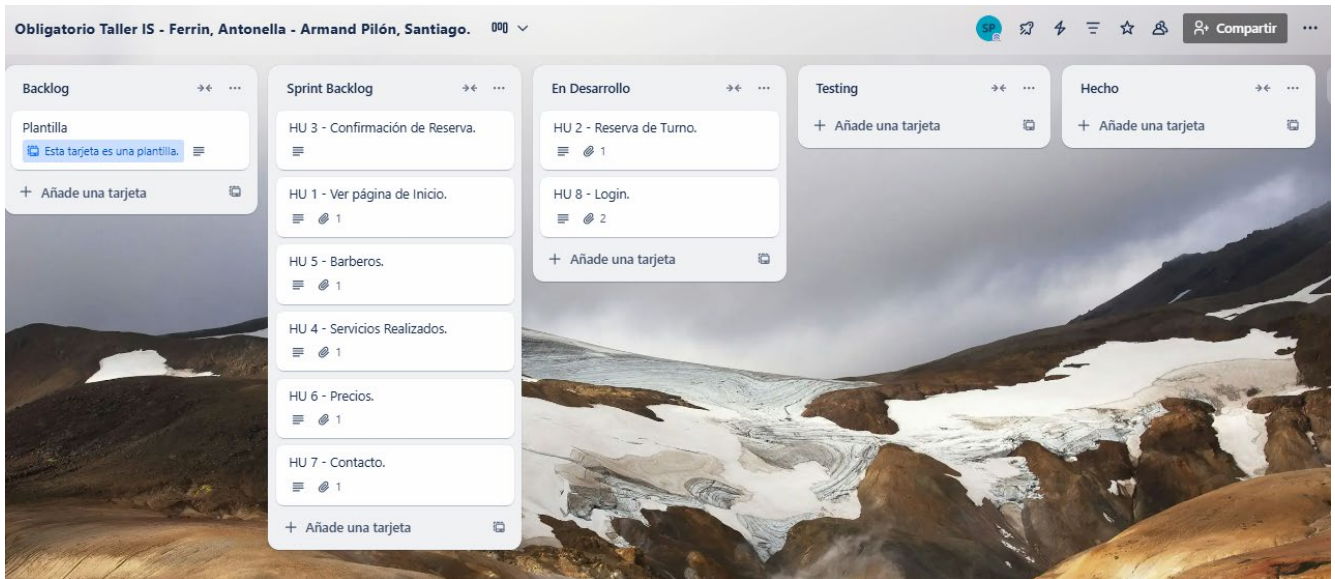 Obligatorio Taller IS - Ferrin, Antonella - Armand Pilón, Santiago.
SP
Compartir
Backlog
Plantilla
Esta tarjeta es una plantilla.
Añade una tarjeta
Sprint Backlog
HU 3 - Confirmación de Reserva.
HU 1 - Ver página de Inicio.
1
HU 5 - Barberos.
1
HU 4 - Servicios Realizados.
1
HU 6 - Precios.
1
HU 7 - Contacto.
1
Añade una tarjeta
En Desarrollo
HU 2 - Reserva de Turno.
1
HU 8 - Login.
2
Añade una tarjeta
Testing
Añade una tarjeta
Hecho
Añade una tarjeta